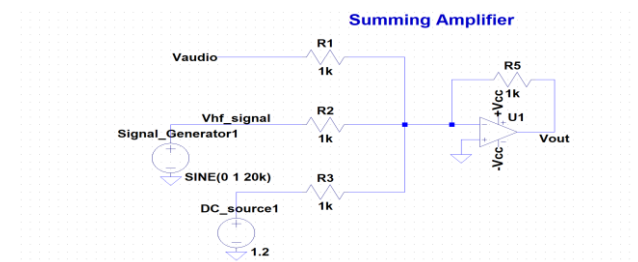 Summing Amplifier
R1
Vaudio
1k
R5
1k
+Vcc
U1
Vhf_signal
R2
Signal_Generator1
1k
Vout
-Vcc
SINE(0 1 20k)
R3
DC_source1
1k
1.2